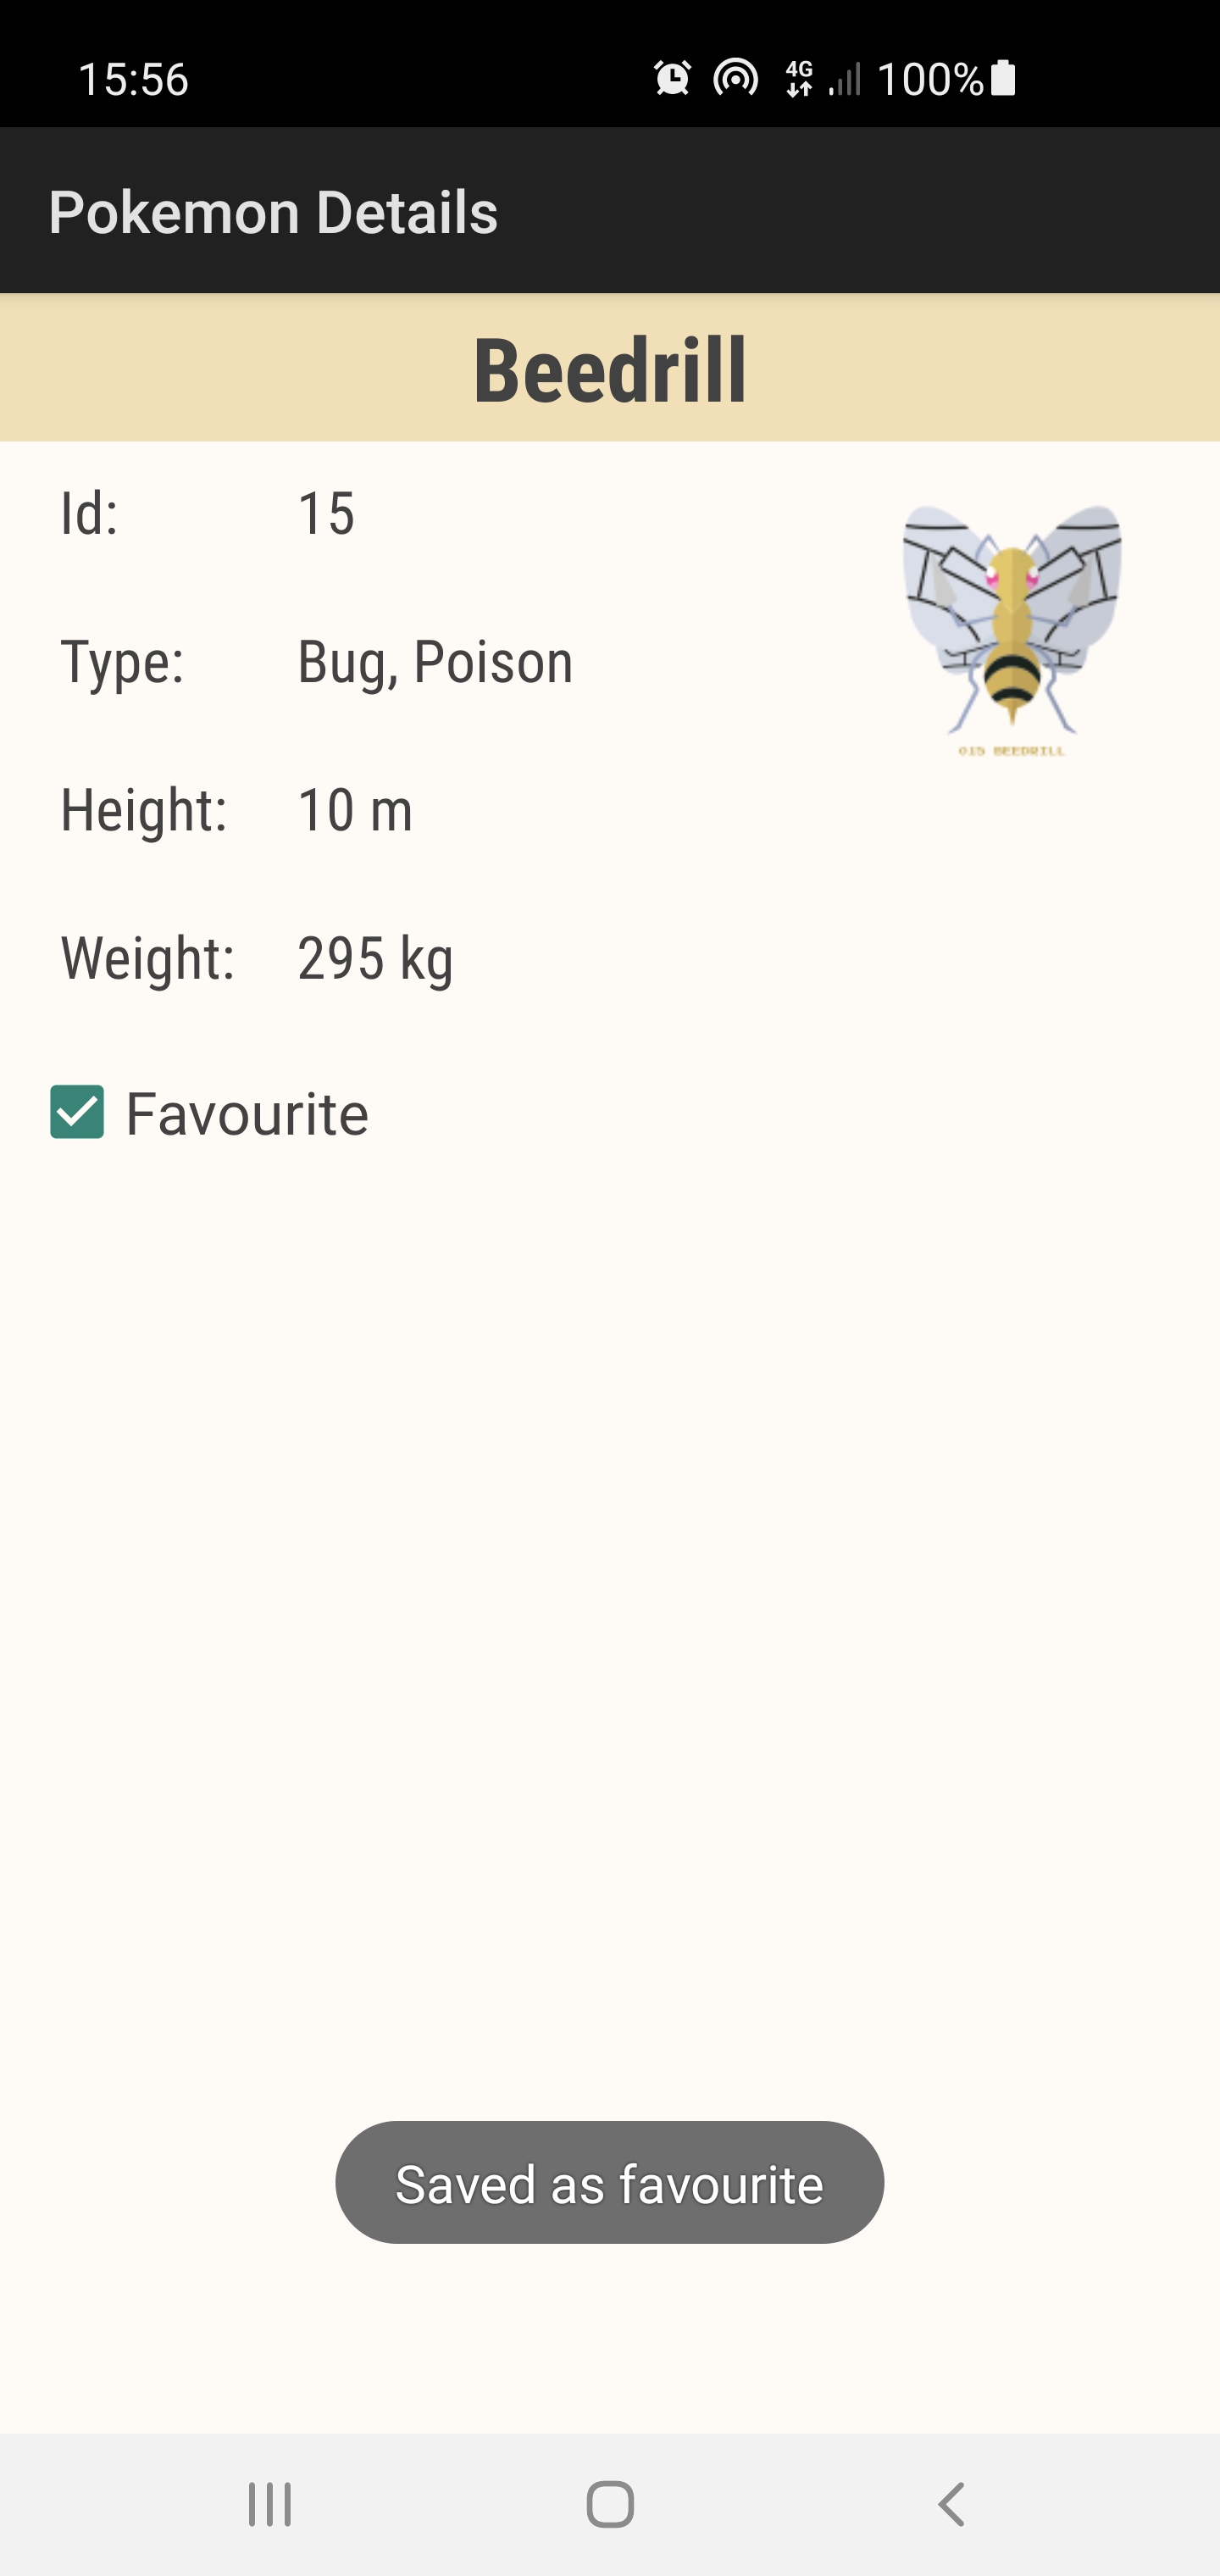 15:56 4G 100%
Pokemon Details
Beedrill
Id: 15
Type: Bug, Poison
015 BEEDRILL
Height: 10 m
Weight: 295 kg
Favourite
Saved as favourite